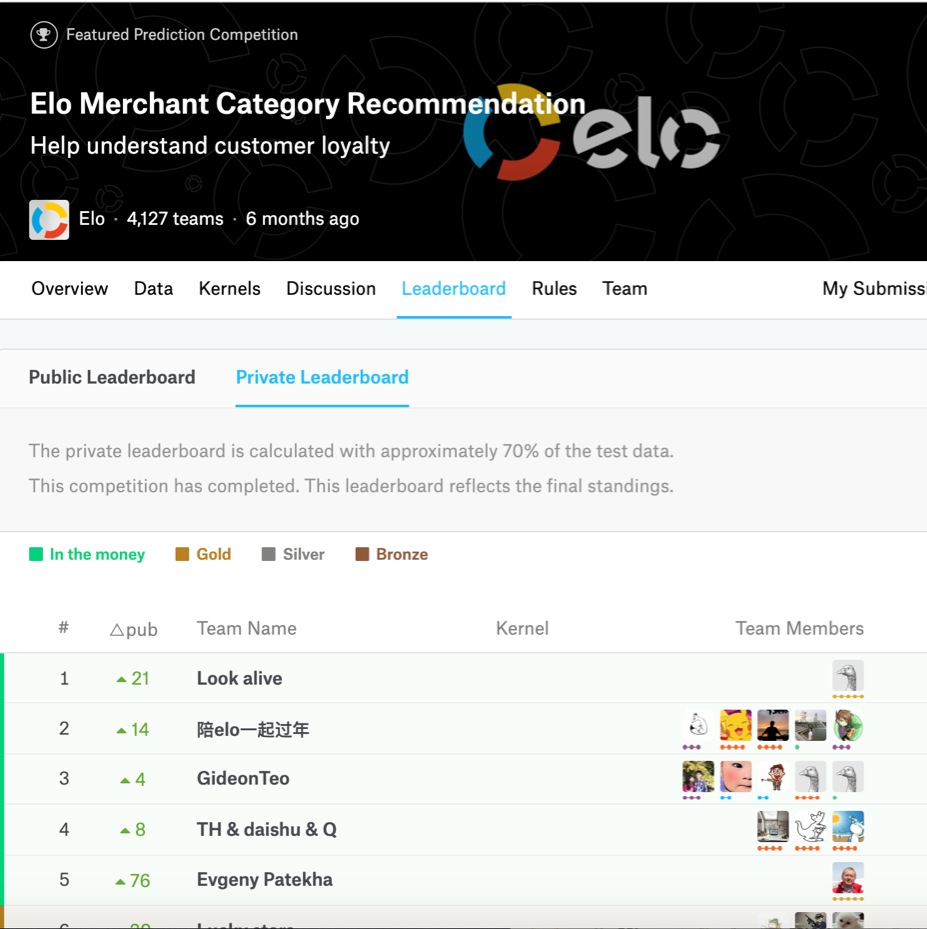 Featured Prediction Competition
Elo Merchant Category Recommendation
Help understand customer loyalty
elo
Elo · 4,127 teams · 6 months ago
Overview Data Kernels Discussion Leaderboard Rules Team My Submissi
Public Leaderboard Private Leaderboard
The private leaderboard is calculated with approximately 70% of the test data.
This competition has completed. This leaderboard reflects the final standings.
In the money Gold Silver Bronze
# △pub Team Name Kernel Team Members
1 21 Look alive
2 14 陪elo一起过年
3 4 GideonTeo
4 8 TH & daishu & Q
5 76 Evgeny Patekha